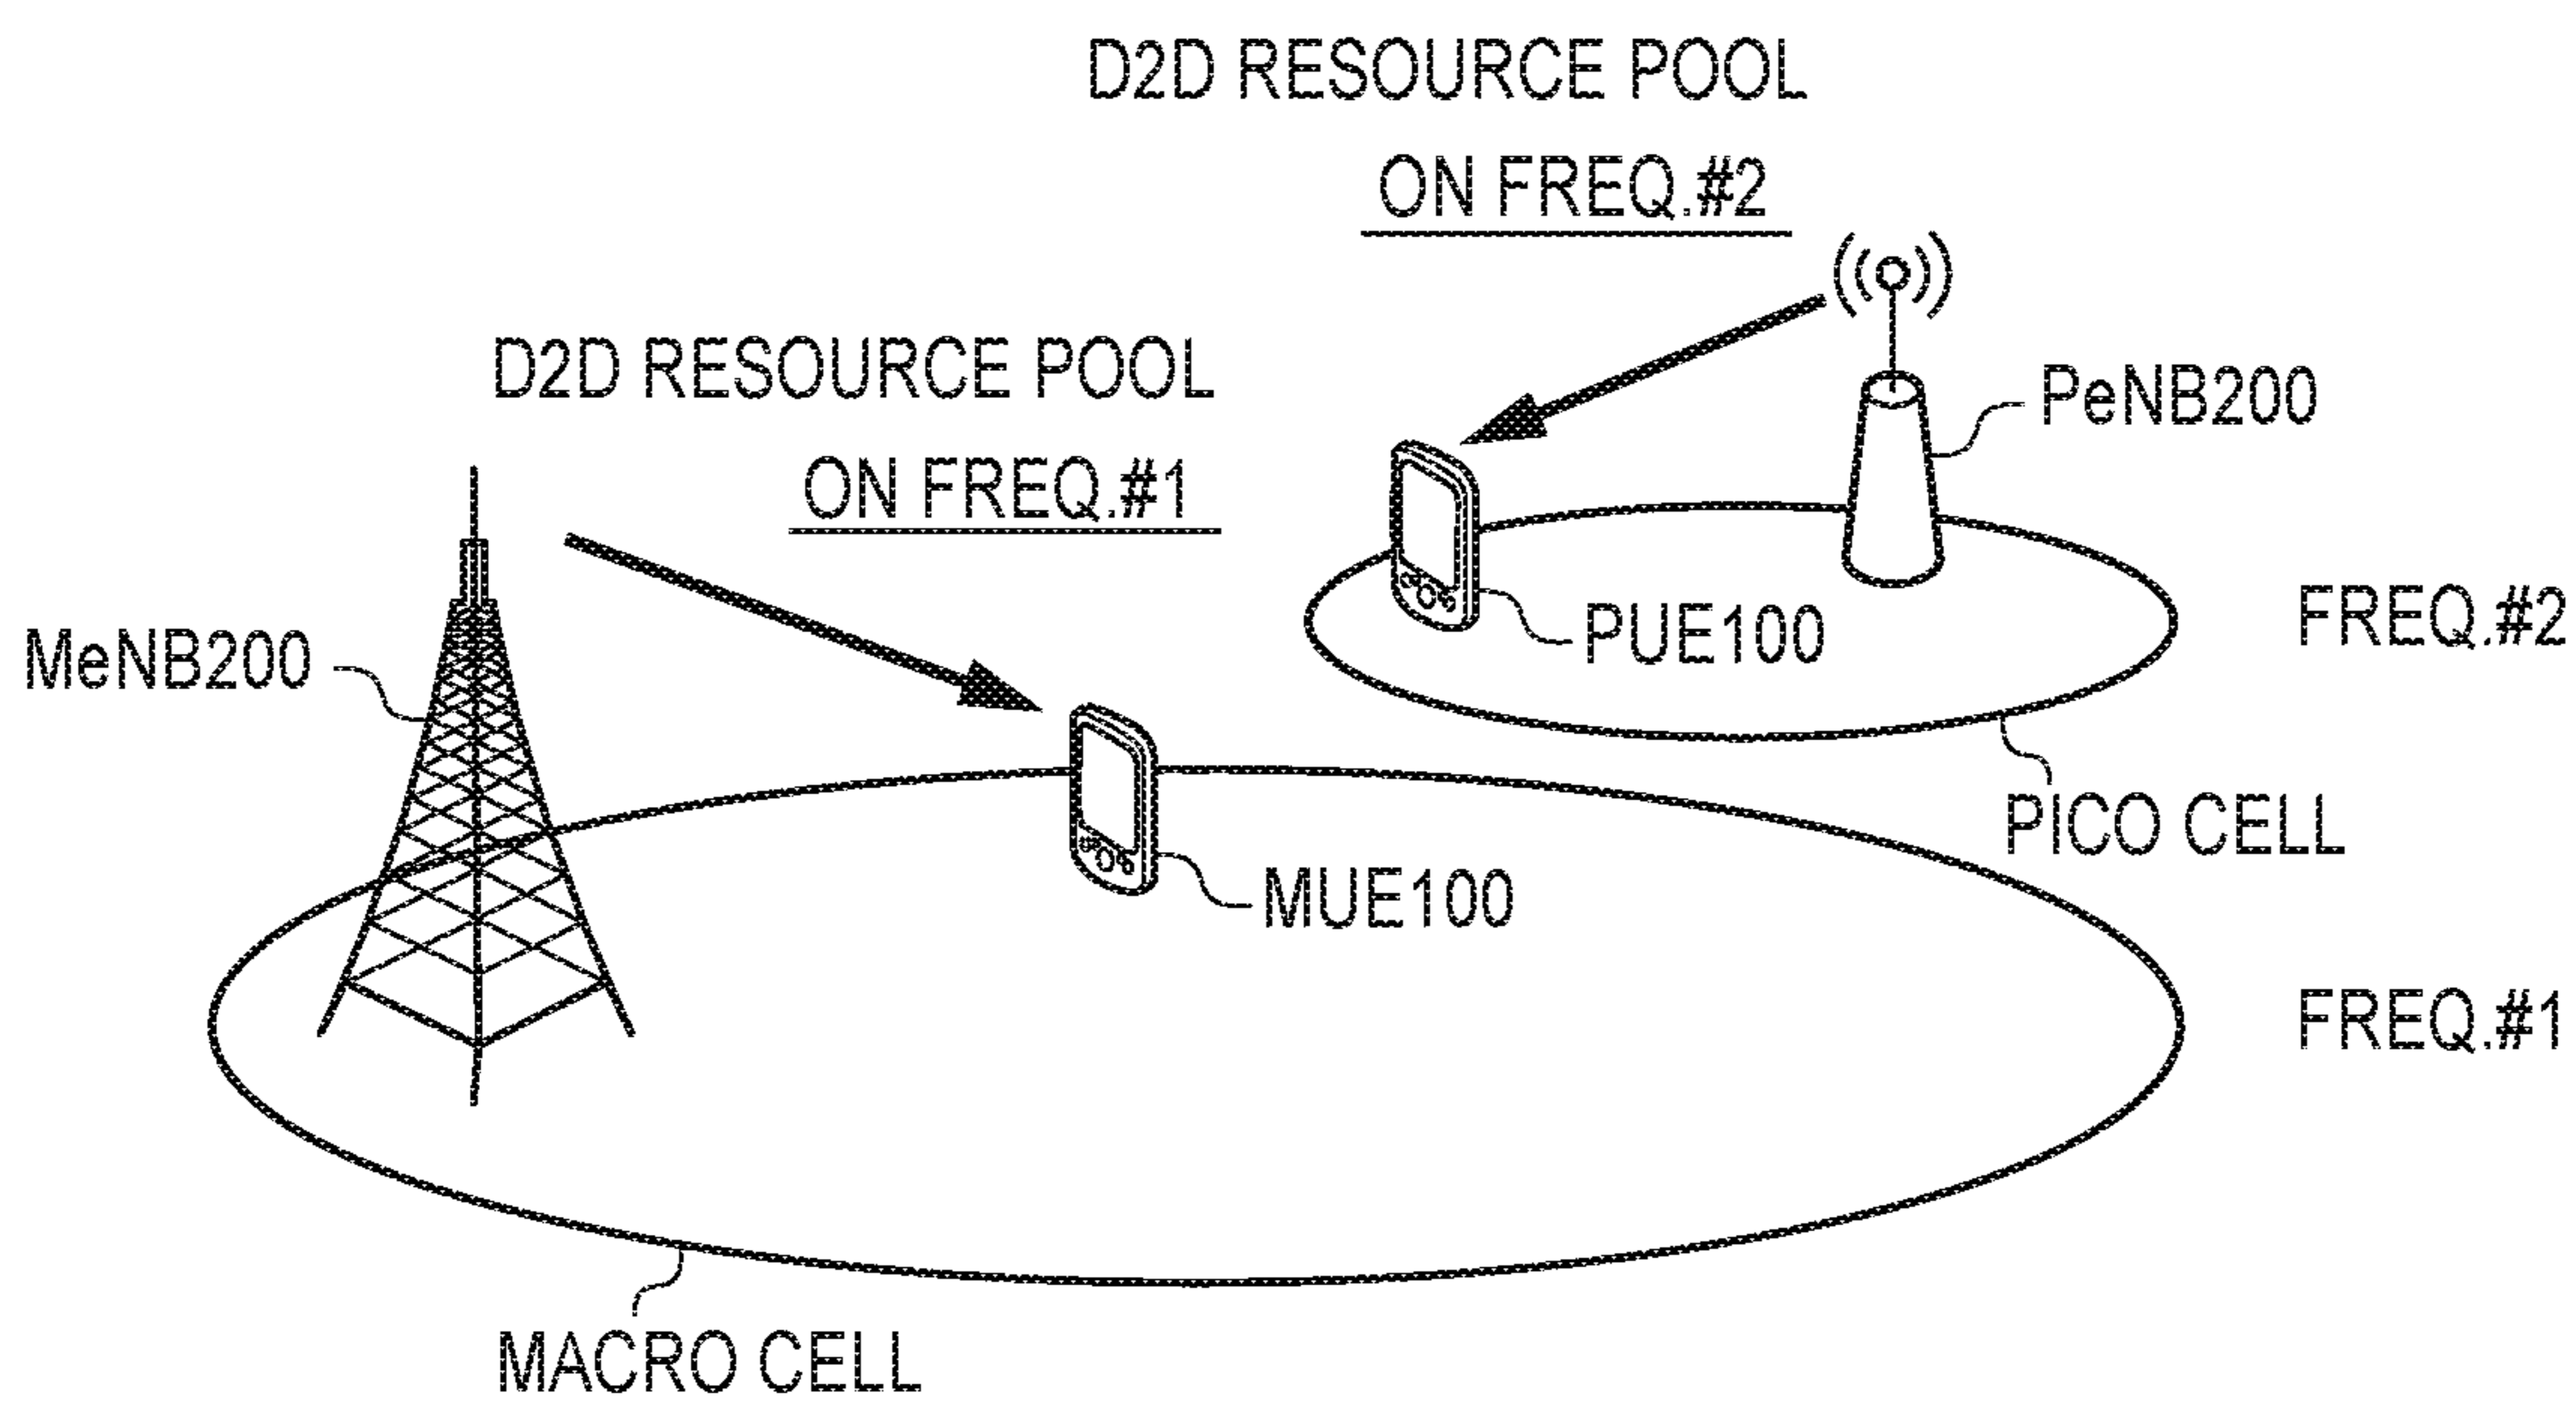 D2D RESOURCE POOL
ON FREQ.#2
D2D RESOURCE POOL
ON FREQ.#1
PeNB200
MeNB200
PUE100
FREQ.#2
PICO CELL
MUE100
FREQ.#1
MACRO CELL